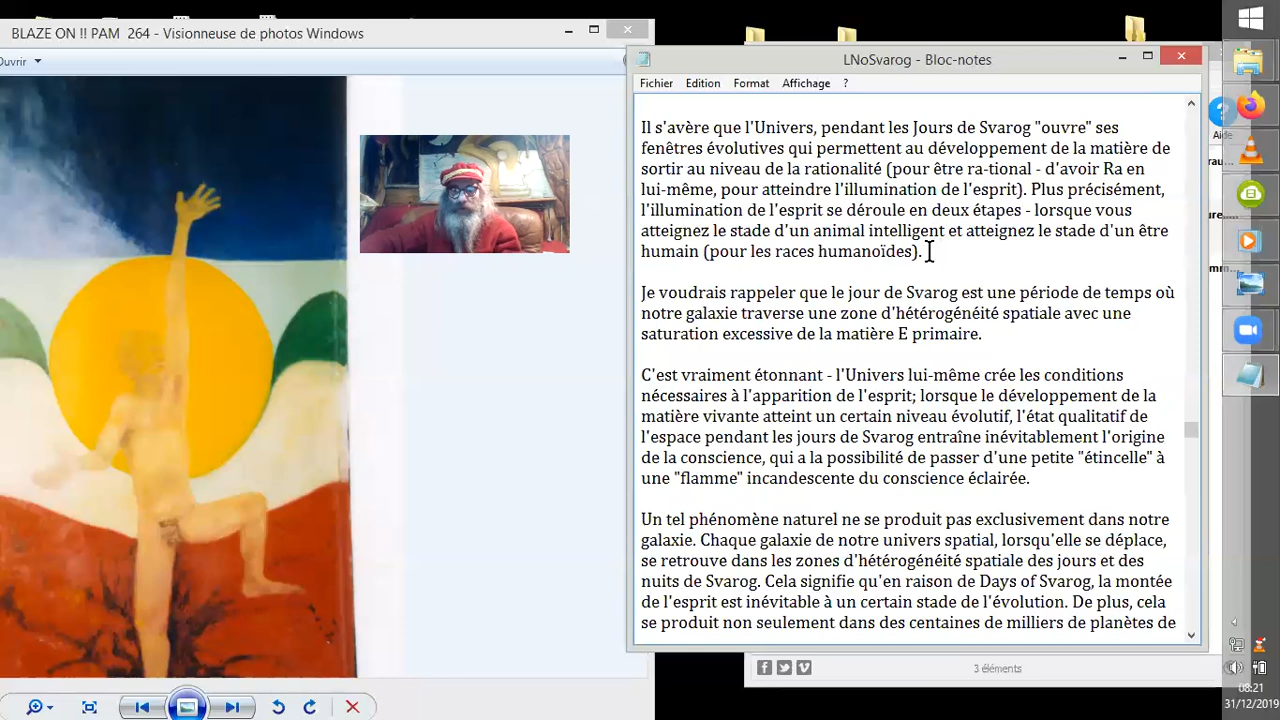 BLAZE ON !! PAM  264 - Visionneuse de photos Windows
Ouvrir
LNoSvarog - Bloc-notes
Fichier Edition Format Affichage ?
Il s'avère que l'Univers, pendant les Jours de Svarog "ouvre" ses
fenêtres évolutives qui permettent au développement de la matière de
sortir au niveau de la rationalité (pour être ra-tional - d'avoir Ra en
lui-même, pour atteindre l'illumination de l'esprit). Plus précisément,
l'illumination de l'esprit se déroule en deux étapes - lorsque vous
atteignez le stade d'un animal intelligent et atteignez le stade d'un être
humain (pour les races humanoïdes).
Je voudrais rappeler que le jour de Svarog est une période de temps où
notre galaxie traverse une zone d'hétérogénéité spatiale avec une
saturation excessive de la matière E primaire.
C'est vraiment étonnant - l'Univers lui-même crée les conditions
nécessaires à l'apparition de l'esprit; lorsque le développement de la
matière vivante atteint un certain niveau évolutif, l'état qualitatif de
l'espace pendant les jours de Svarog entraîne inévitablement l'origine
de la conscience, qui a la possibilité de passer d'une petite "étincelle" à
une "flamme" incandescente du conscience éclairée.
Un tel phénomène naturel ne se produit pas exclusivement dans notre
galaxie. Chaque galaxie de notre univers spatial, lorsqu'elle se déplace,
se retrouve dans les zones d'hétérogénéité spatiale des jours et des
nuits de Svarog. Cela signifie qu'en raison de Days of Svarog, la montée
de l'esprit est inévitable à un certain stade de l'évolution. De plus, cela
se produit non seulement dans des centaines de milliers de planètes de
3 éléments
Aide
08:21
31/12/2019